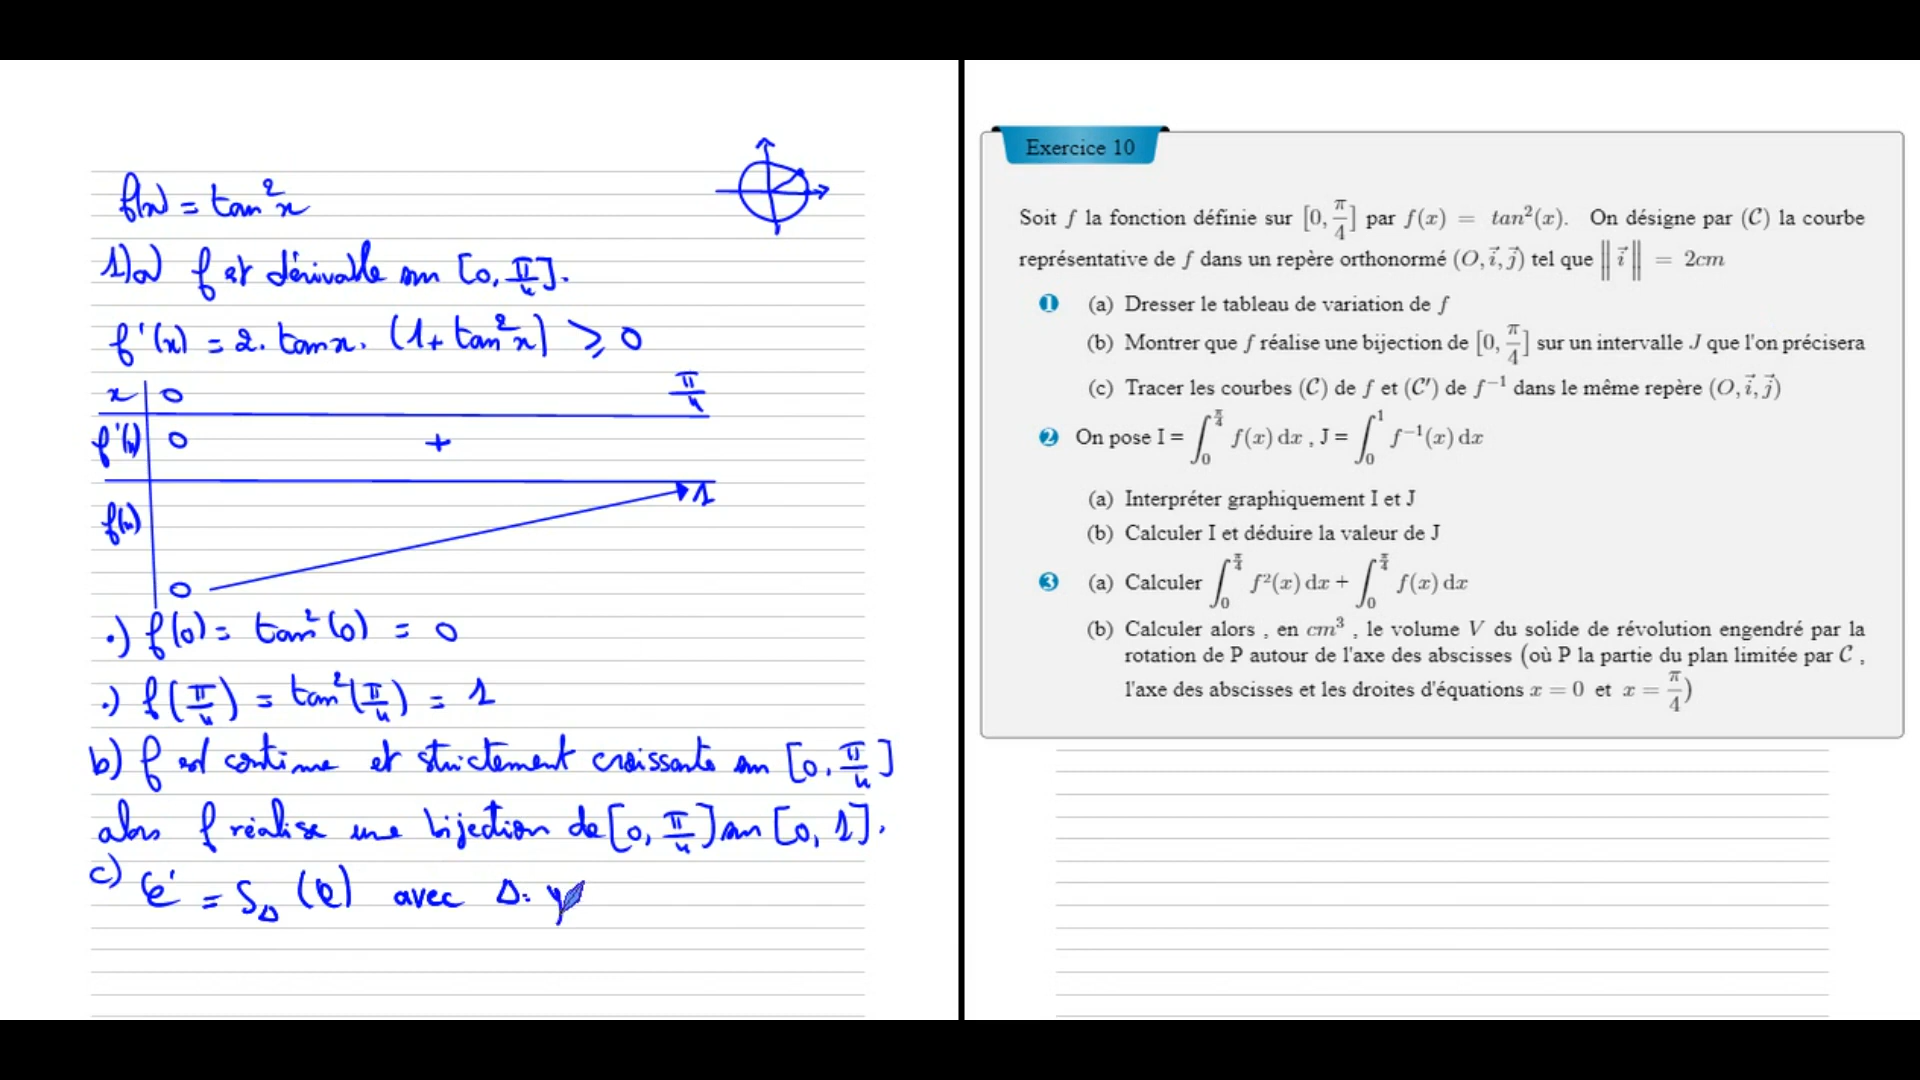 f(x) = tan²x
1) a) f est dérivable sur [0, π/4].
f'(x) = 2. tanx. (1 + tan²x) ⩾ 0
x 0 π/4
f'(x) 0 +
1
f(x)
0
.) f(0) = tan²(0) = 0
.) f(π/4) = tan²(π/4) = 1
b) f est continue et strictement croissante sur [0, π/4]
alors f réalise une bijection de [0, π/4] sur [0, 1].
c) C' = S_Δ (C) avec Δ: y
Exercice 10
Soit f la fonction définie sur [0, π/4] par f(x) = tan²(x). On désigne par (C) la courbe
représentative de f dans un repère orthonormé (O, i⃗, j⃗) tel que ‖ i⃗ ‖ = 2cm
1 (a) Dresser le tableau de variation de f
(b) Montrer que f réalise une bijection de [0, π/4] sur un intervalle J que l'on précisera
(c) Tracer les courbes (C) de f et (C') de f⁻¹ dans le même repère (O, i⃗, j⃗)
2 On pose I = ∫₀^{π/4} f(x) dx , J = ∫₀¹ f⁻¹(x) dx
(a) Interpréter graphiquement I et J
(b) Calculer I et déduire la valeur de J
3 (a) Calculer ∫₀^{π/4} f²(x) dx + ∫₀^{π/4} f(x) dx
(b) Calculer alors , en cm³ , le volume V du solide de révolution engendré par la
rotation de P autour de l'axe des abscisses (où P la partie du plan limitée par C ,
l'axe des abscisses et les droites d'équations x = 0 et x = π/4)